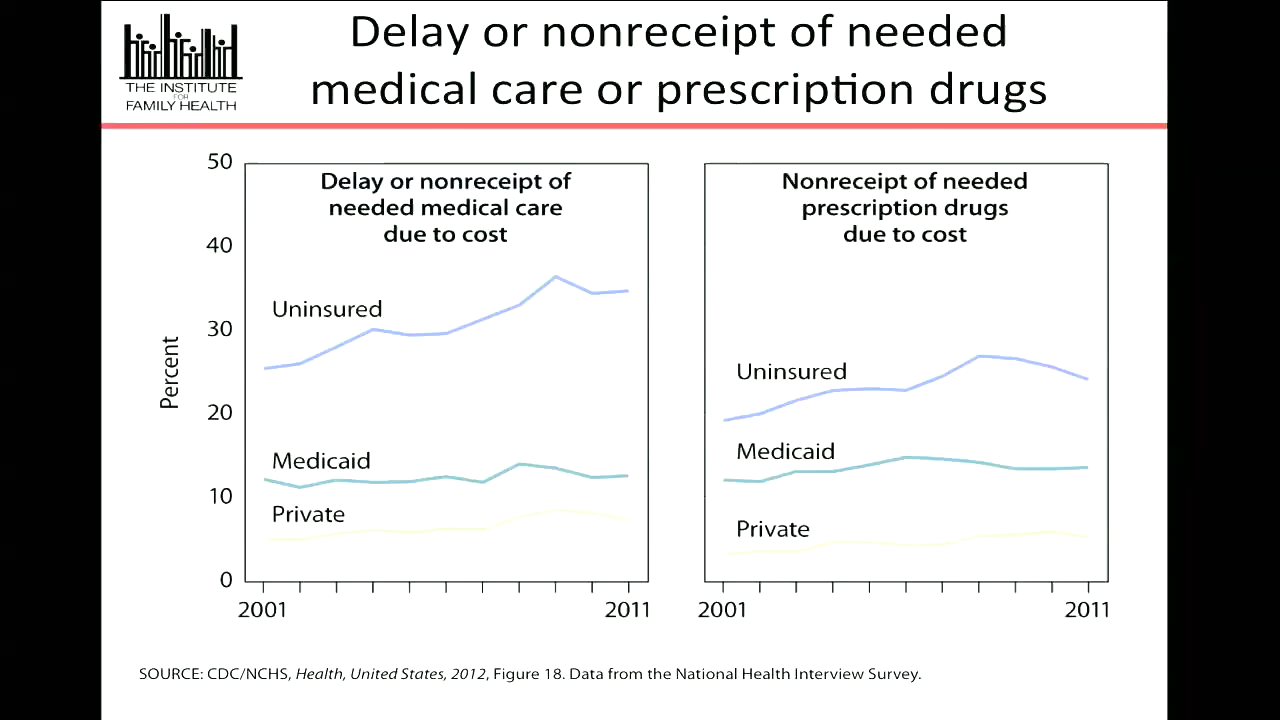 THE INSTITUTE
FOR
FAMILY HEALTH
Delay or nonreceipt of needed
medical care or prescription drugs
Percent
50
40
30
20
10
0
Delay or nonreceipt of
needed medical care
due to cost
Uninsured
Medicaid
Private
2001
2011
Nonreceipt of needed
prescription drugs
due to cost
Uninsured
Medicaid
Private
2001
2011
SOURCE: CDC/NCHS, Health, United States, 2012, Figure 18. Data from the National Health Interview Survey.